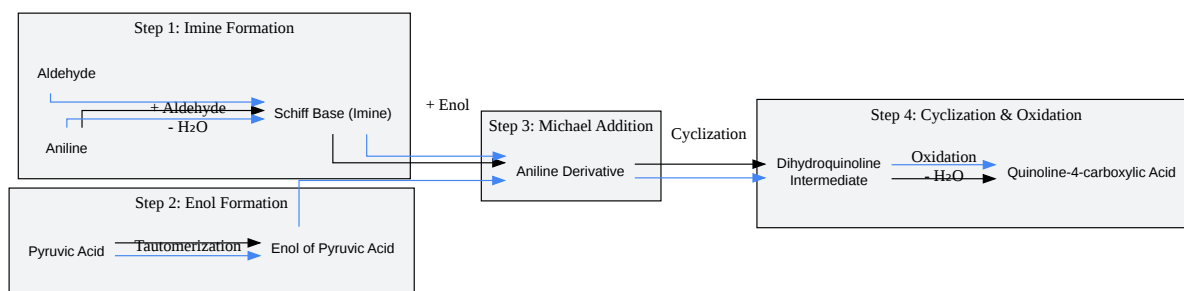 Step 1: Imine Formation
Aldehyde
+ Aldehyde
- H₂O
Schiff Base (Imine)
Aniline
+ Enol
Step 2: Enol Formation
Pyruvic Acid
Tautomerization
Enol of Pyruvic Acid
Step 3: Michael Addition
Aniline Derivative
Cyclization
Step 4: Cyclization & Oxidation
Dihydroquinoline
Intermediate
Oxidation
- H₂O
Quinoline-4-carboxylic Acid